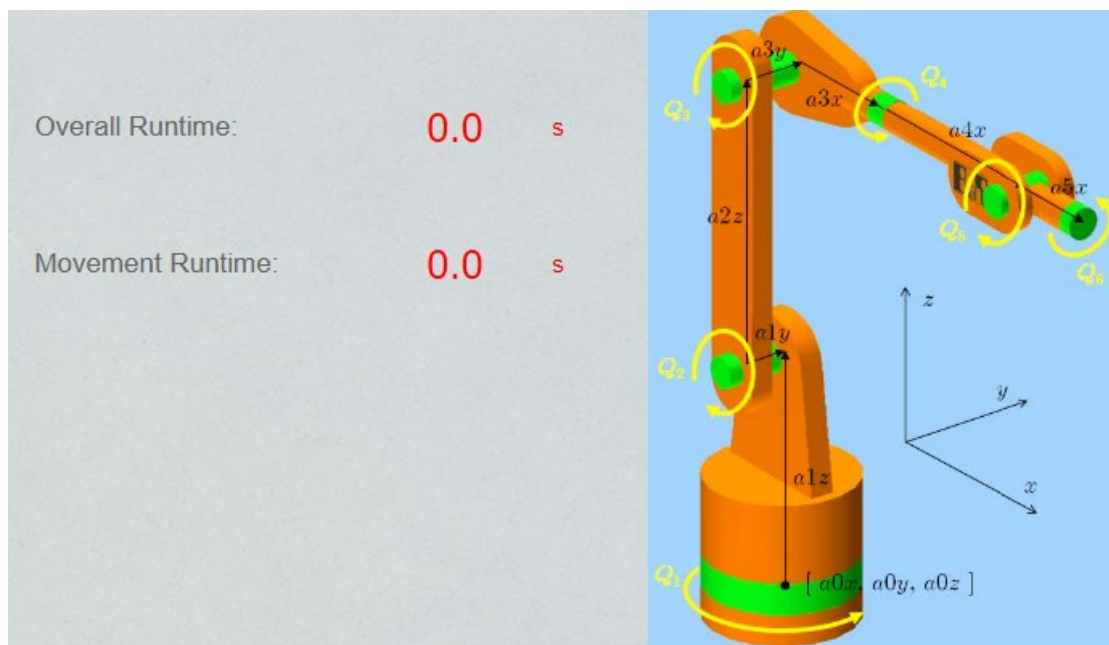 Overall Runtime: 0.0 s
Movement Runtime: 0.0 s
a3y
Q3
a3x
Q4
a4x
a5x
Q5
Q6
a2z
a1y
Q2
z
y
x
a1z
Q1
[ a0x, a0y, a0z ]